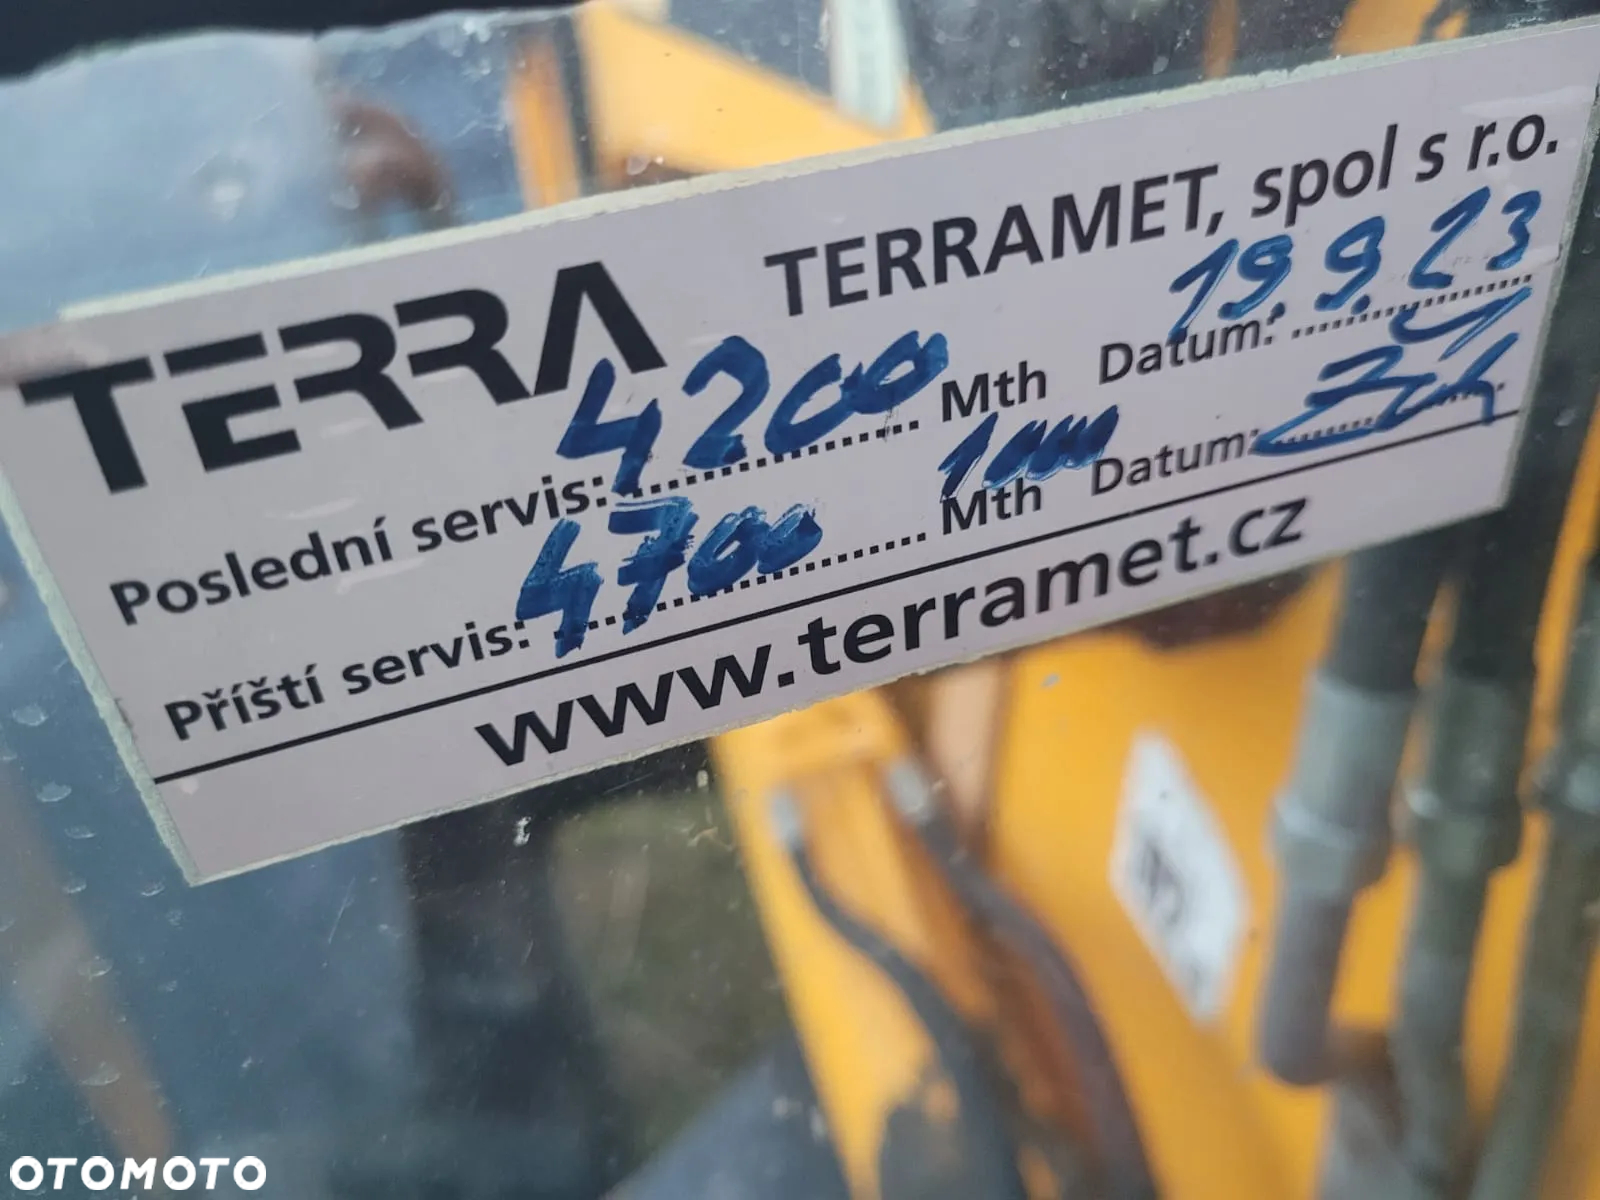 TERRA TERRAMET, spol s r.o.
Poslední servis: 4200 Mth Datum: 19.9.23
Příští servis: 4700 Mth 1000 Datum:
www.terramet.cz
OTOMOTO